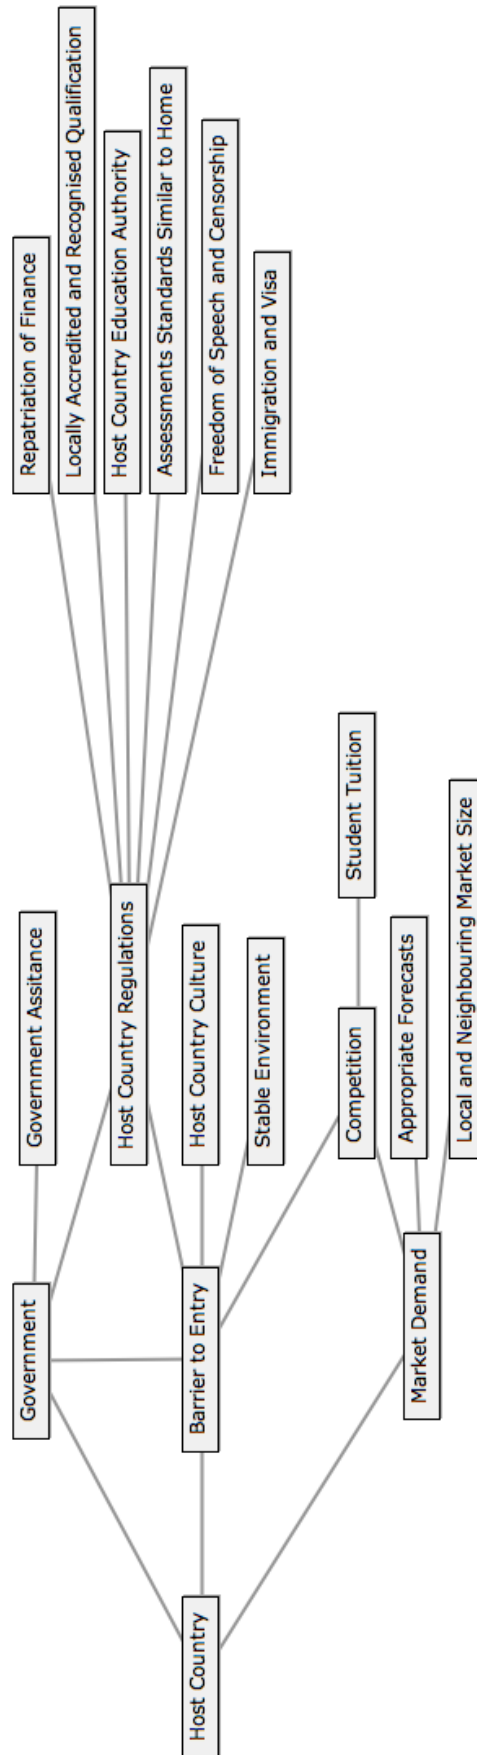 Host Country
Government
Barrier to Entry
Market Demand
Government Assitance
Host Country Regulations
Host Country Culture
Stable Environment
Competition
Appropriate Forecasts
Local and Neighbouring Market Size
Student Tuition
Repatriation of Finance
Locally Accredited and Recognised Qualification
Host Country Education Authority
Assessments Standards Similar to Home
Freedom of Speech and Censorship
Immigration and Visa